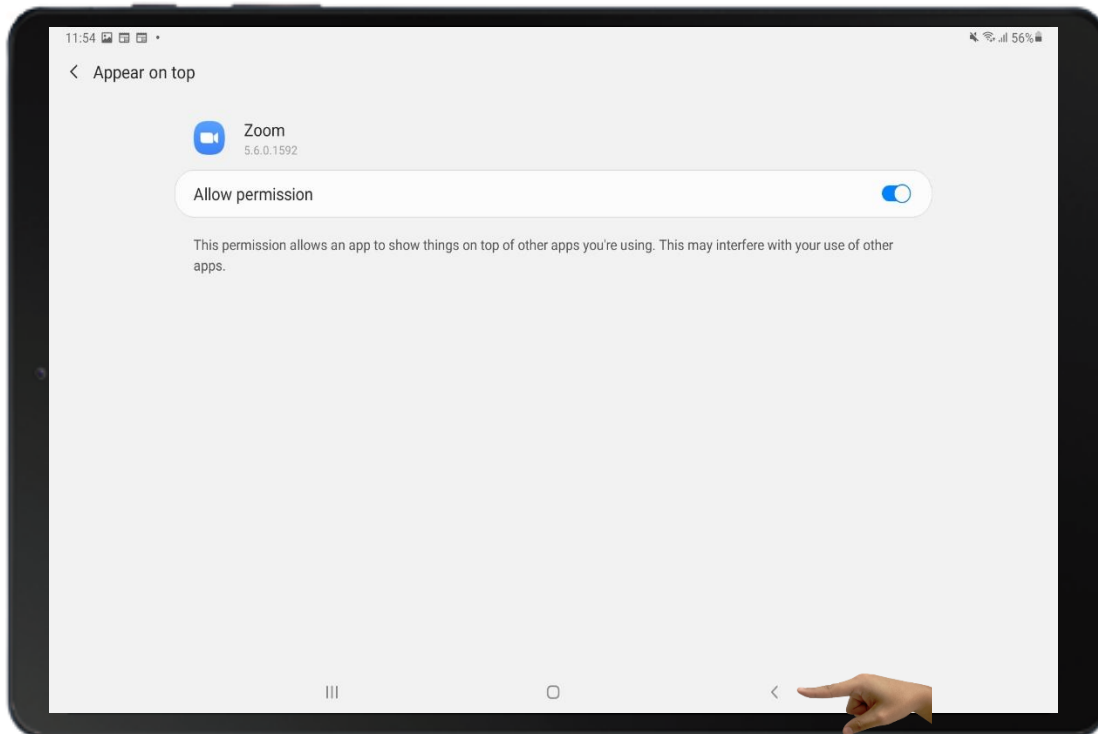 11:54
56%
Appear on top
Zoom
5.6.0.1592
Allow permission
This permission allows an app to show things on top of other apps you're using. This may interfere with your use of other
apps.